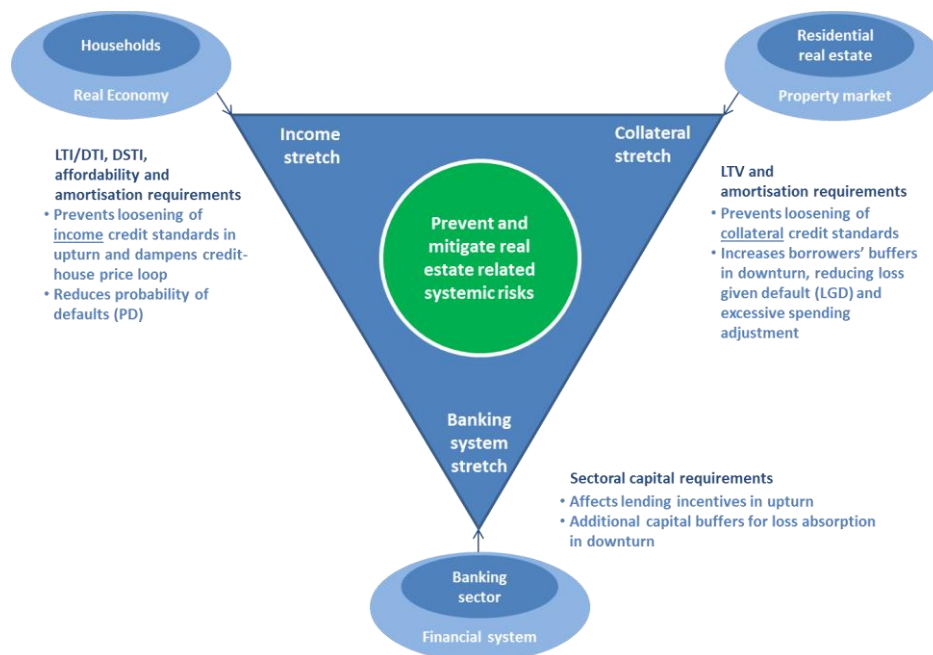 Households
Real Economy
Residential
real estate
Property market
Income
stretch
Collateral
stretch
LTI/DTI, DSTI,
affordability and
amortisation requirements
• Prevents loosening of
income credit standards in
upturn and dampens credit-
house price loop
• Reduces probability of
defaults (PD)
Prevent and
mitigate real
estate related
systemic risks
LTV and
amortisation requirements
• Prevents loosening of
collateral credit standards
• Increases borrowers' buffers
in downturn, reducing loss
given default (LGD) and
excessive spending
adjustment
Banking
system
stretch
Sectoral capital requirements
• Affects lending incentives in upturn
• Additional capital buffers for loss absorption
in downturn
Banking
sector
Financial system